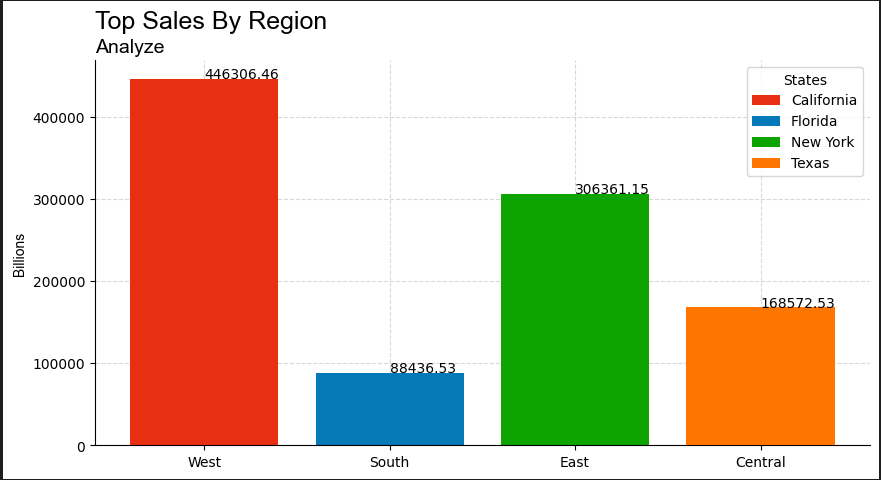 Top Sales By Region
Analyze
446306.46
States
California
Florida
New York
Texas
400000
306361.15
300000
Billions
200000
168572.53
100000
88436.53
0
West South East Central